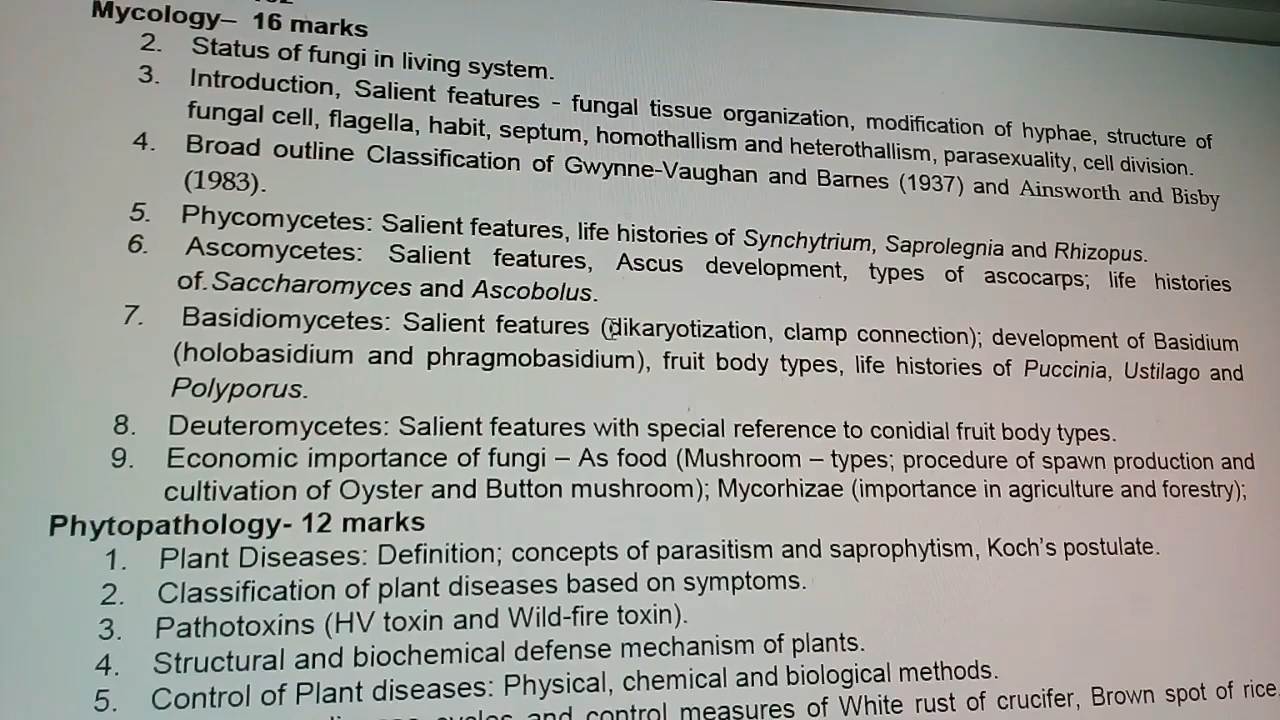 Mycology– 16 marks
2. Status of fungi in living system.
3. Introduction, Salient features - fungal tissue organization, modification of hyphae, structure of
fungal cell, flagella, habit, septum, homothallism and heterothallism, parasexuality, cell division.
4. Broad outline Classification of Gwynne-Vaughan and Barnes (1937) and Ainsworth and Bisby
(1983).
5. Phycomycetes: Salient features, life histories of Synchytrium, Saprolegnia and Rhizopus.
6. Ascomycetes: Salient features, Ascus development, types of ascocarps; life histories
of.Saccharomyces and Ascobolus.
7. Basidiomycetes: Salient features (dikaryotization, clamp connection); development of Basidium
(holobasidium and phragmobasidium), fruit body types, life histories of Puccinia, Ustilago and
Polyporus.
8. Deuteromycetes: Salient features with special reference to conidial fruit body types.
9. Economic importance of fungi – As food (Mushroom – types; procedure of spawn production and
cultivation of Oyster and Button mushroom); Mycorhizae (importance in agriculture and forestry);
Phytopathology- 12 marks
1. Plant Diseases: Definition; concepts of parasitism and saprophytism, Koch's postulate.
2. Classification of plant diseases based on symptoms.
3. Pathotoxins (HV toxin and Wild-fire toxin).
4. Structural and biochemical defense mechanism of plants.
5. Control of Plant diseases: Physical, chemical and biological methods.
cycles and control measures of White rust of crucifer, Brown spot of rice,